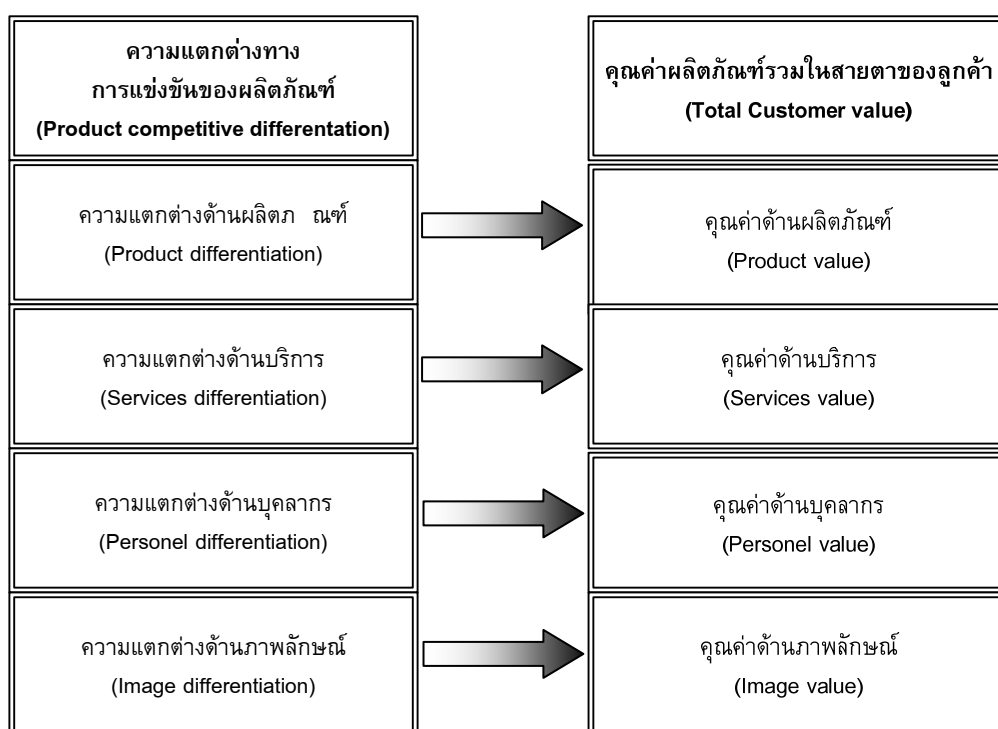 ความแตกต่างทาง
การแข่งขันของผลิตภัณฑ์
(Product competitive differentation)
คุณค่าผลิตภัณฑ์รวมในสายตาของลูกค้า
(Total Customer value)
ความแตกต่างด้านผลิตภ ณฑ์
(Product differentiation)
คุณค่าด้านผลิตภัณฑ์
(Product value)
ความแตกต่างด้านบริการ
(Services differentiation)
คุณค่าด้านบริการ
(Services value)
ความแตกต่างด้านบุคลากร
(Personel differentiation)
คุณค่าด้านบุคลากร
(Personel value)
ความแตกต่างด้านภาพลักษณ์
(Image differentiation)
คุณค่าด้านภาพลักษณ์
(Image value)